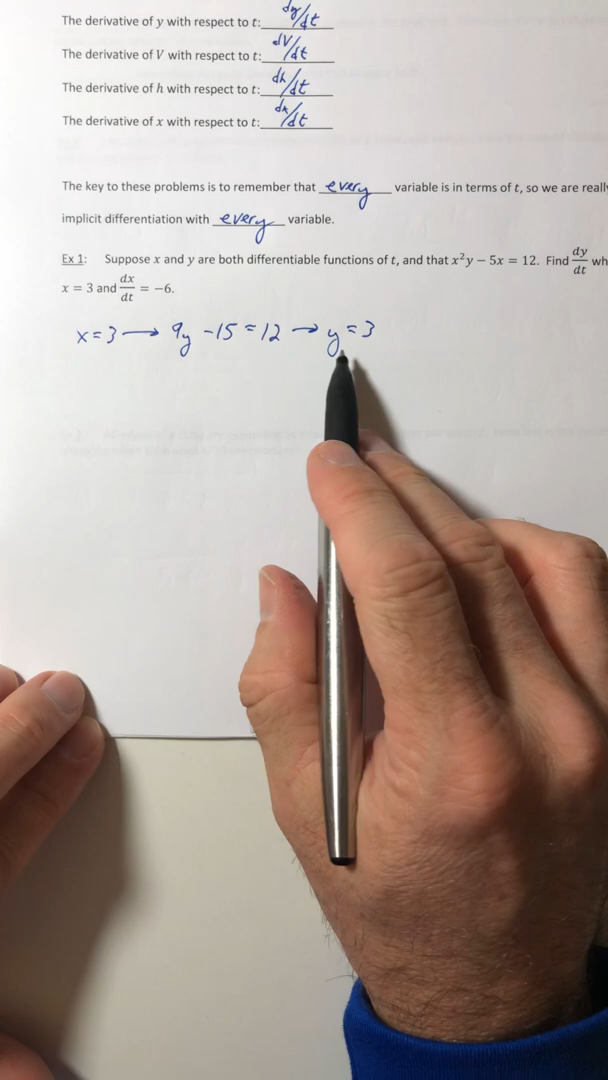 The derivative of y with respect to t: dy/dt
The derivative of V with respect to t: dV/dt
The derivative of h with respect to t: dh/dt
The derivative of x with respect to t: dx/dt
The key to these problems is to remember that every variable is in terms of t, so we are really
implicit differentiation with every variable.
Ex 1: Suppose x and y are both differentiable functions of t, and that x²y − 5x = 12. Find dy/dt wh
x = 3 and dx/dt = −6.
x=3 → 9y -15 = 12 → y = 3